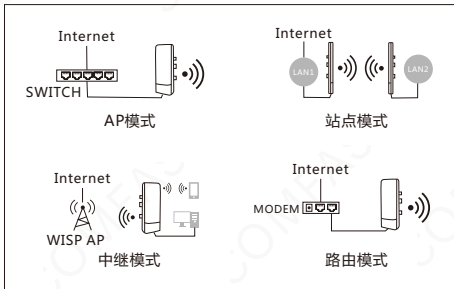 Internet
SWITCH
AP模式
Internet
LAN1
LAN2
站点模式
Internet
WISP AP
中继模式
Internet
MODEM
路由模式